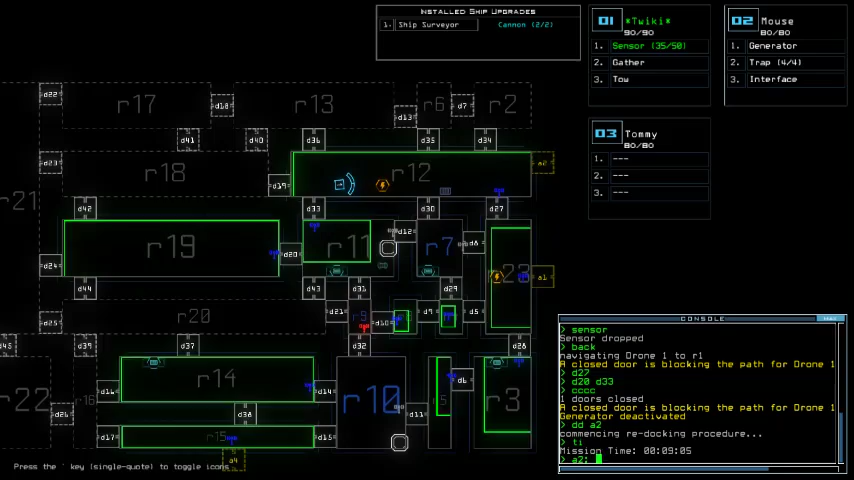 INSTALLED SHIP UPGRADES
1. Ship Surveyor Cannon (2/2)
01 *Twiki*
90/90
1. Sensor (35/50)
2. Gather
3. Tow
02 Mouse
80/80
1. Generator
2. Trap (4/4)
3. Interface
03 Tommy
80/80
1. ---
2. ---
3. ---
d22 r17 d18 r13 d13 r6 d7 r2
d41 d40 d36 d35 d34
d23 r18 d19 r12 a2
r21 d42 d33 d30 d27
d24 r19 d20 r11 d12 r7 d8 r23 a1
d44 d43 d31 d29
d25 r20 d21 r9 d10 d9 d5
d45 d39 d37 d32 d28
r22 d26 r16 d16 r14 d14 r10 d11 r5 d6 r3
d38
d17 r15 d15
a4
Press the ` key (single-quote) to toggle icons
CONSOLE
> sensor
Sensor dropped
> back
navigating Drone 1 to r1
A closed door is blocking the path for Drone 1
> d27
> d20 d33
> cccc
1 doors closed
A closed door is blocking the path for Drone 1
Generator deactivated
> dd a2
commencing re-docking procedure...
> ti
Mission Time: 00:09:05
> a2: